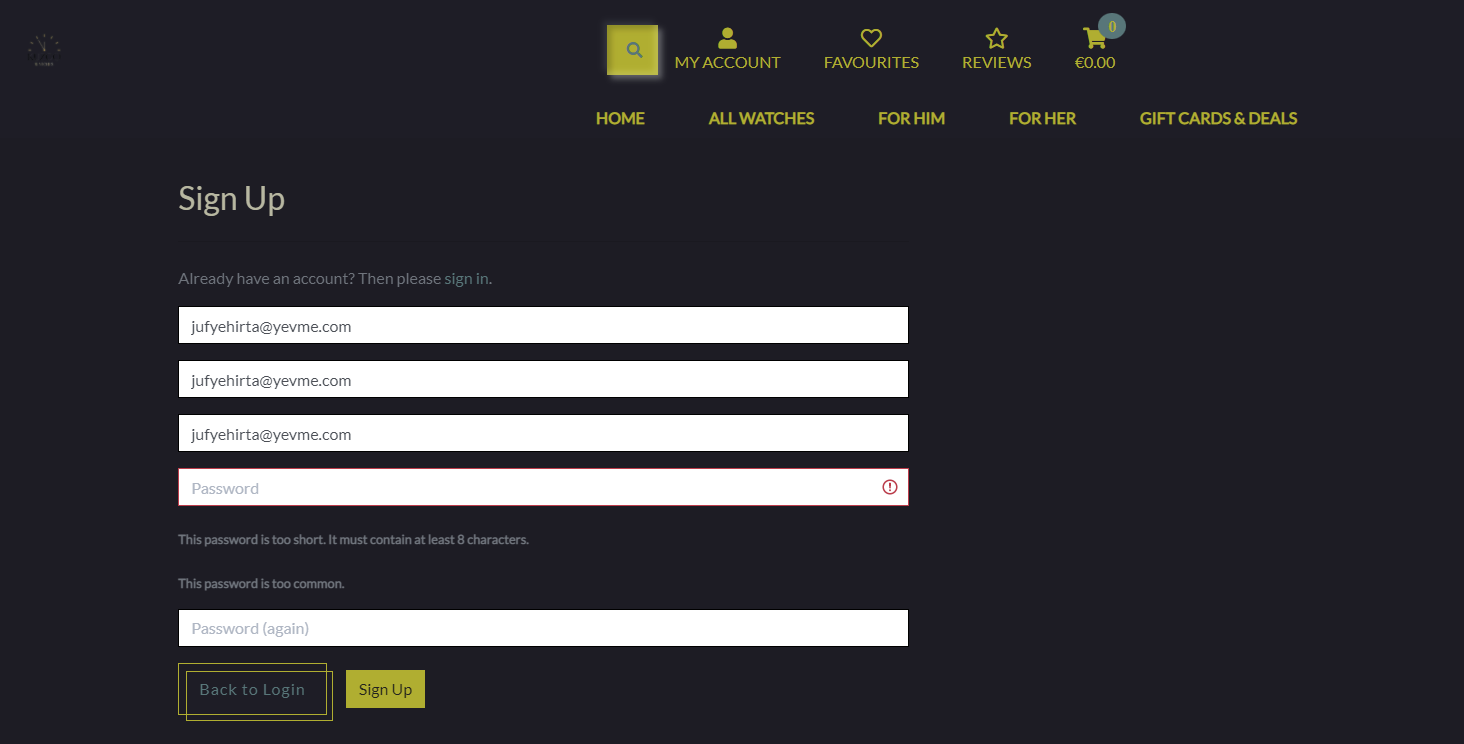 0
MY ACCOUNT FAVOURITES REVIEWS €0.00
HOME ALL WATCHES FOR HIM FOR HER GIFT CARDS & DEALS
Sign Up
Already have an account? Then please sign in.
jufyehirta@yevme.com
jufyehirta@yevme.com
jufyehirta@yevme.com
Password
This password is too short. It must contain at least 8 characters.
This password is too common.
Password (again)
Back to Login Sign Up